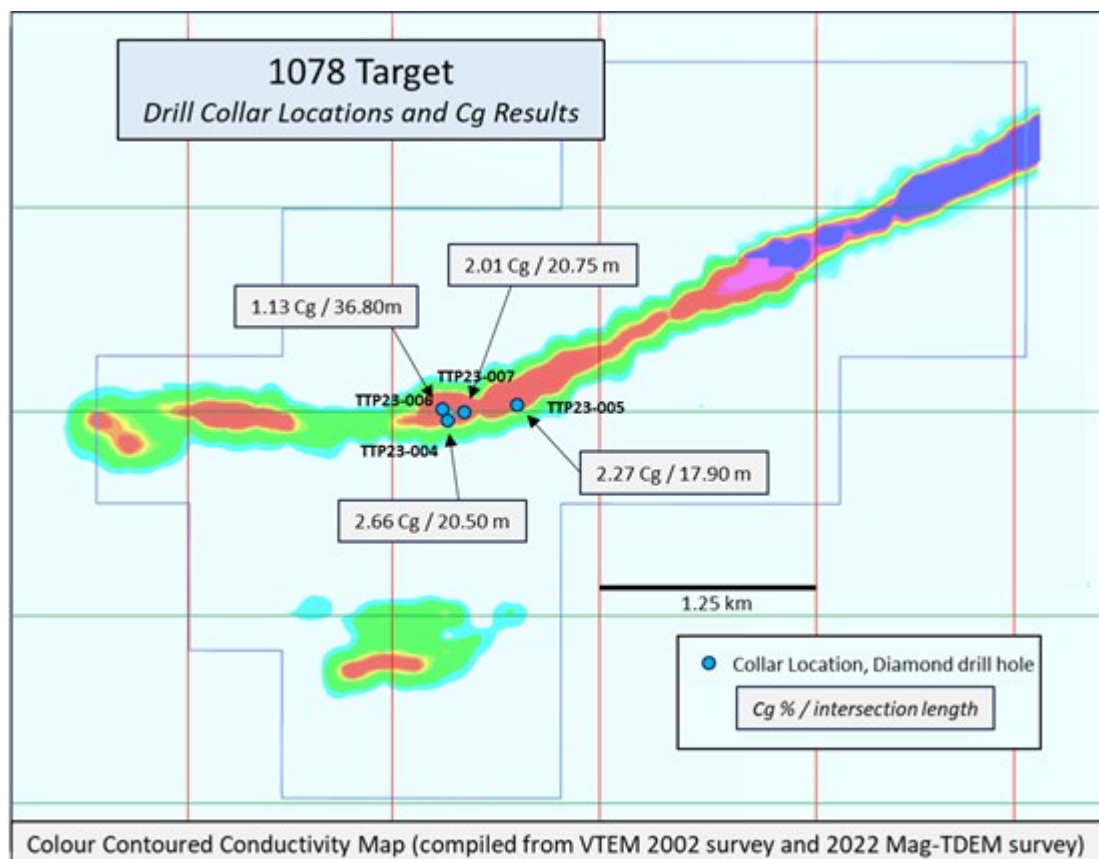 1078 Target
Drill Collar Locations and Cg Results
2.01 Cg / 20.75 m
1.13 Cg / 36.80m
TTP23-007
TTP23-006
TTP23-005
TTP23-004
2.27 Cg / 17.90 m
2.66 Cg / 20.50 m
1.25 km
Collar Location, Diamond drill hole
Cg % / intersection length
Colour Contoured Conductivity Map (compiled from VTEM 2002 survey and 2022 Mag-TDEM survey)